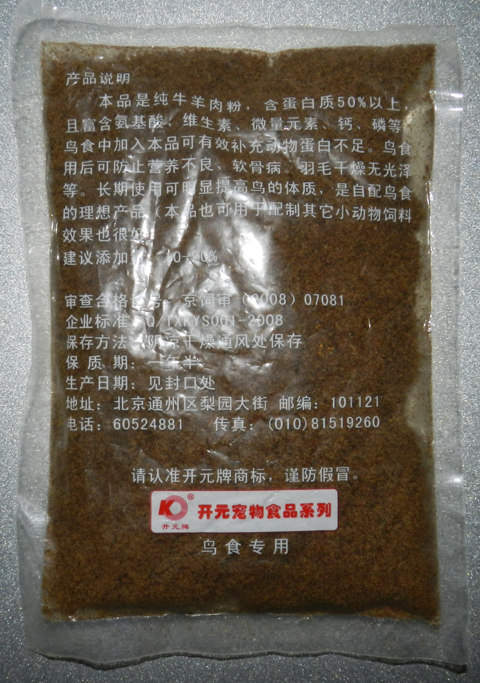 产品说明
本品是纯牛羊肉粉，含蛋白质50%以上，
且富含氨基酸、维生素、微量元素、钙、磷等
鸟食中加入本品可有效补充动物蛋白不足。鸟食
用后可防止营养不良、软骨病、羽毛干燥无光泽
等。长期使用可明显提高鸟的体质，是自配鸟食
的理想产品（本品也可用于配制其它小动物饲料
效果也很好
建议添加 10-20%
审查合格 号：京饲审（2008）07081
企业标准 Q/TXKYS001-2008
保存方法：阴凉干燥通风处保存
保 质 期：一年半
生产日期：见封口处
地址：北京通州区梨园大街 邮编：101121
电话：60524881 传真：(010)81519260
请认准开元牌商标，谨防假冒。
KO® 开元宠物食品系列
开元牌
鸟食专用